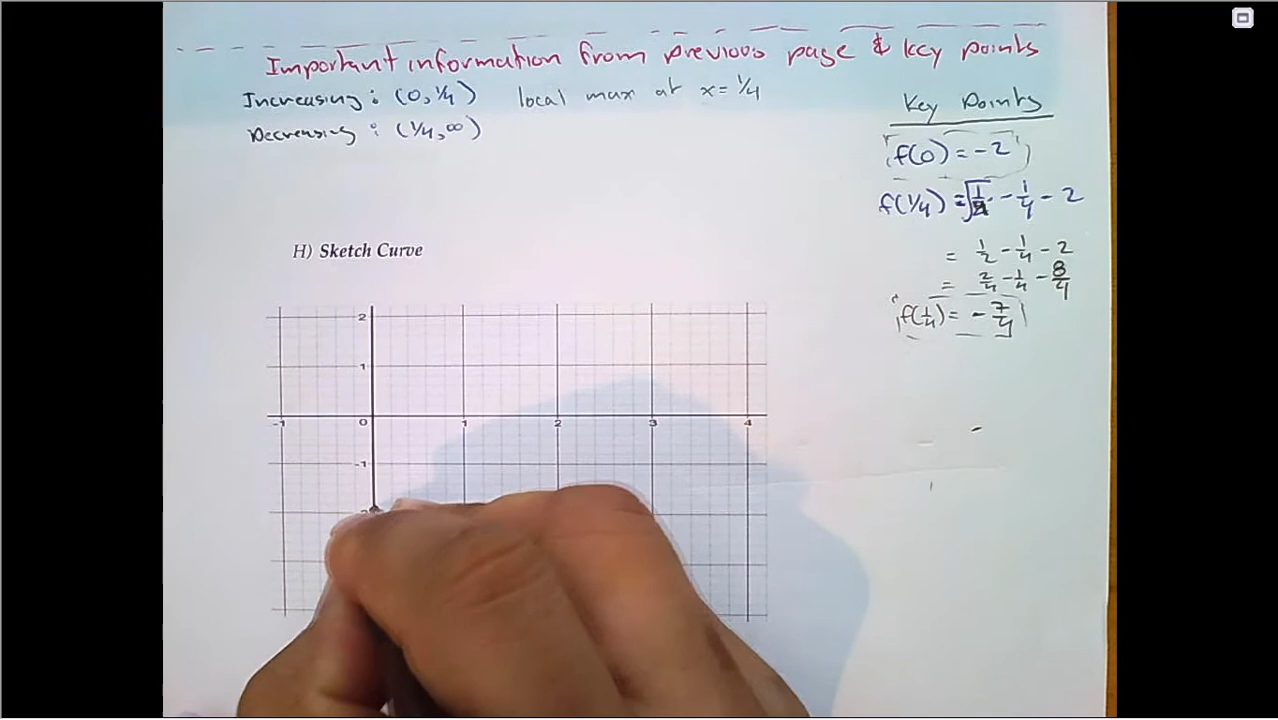 Important information from previous page & key points
Increasing: (0, 1/4) local max at x = 1/4
Decreasing: (1/4, ∞)
Key Points
f(0) = -2
f(1/4) = √1/4 - 1/4 - 2
= 1/2 - 1/4 - 2
= 2/4 - 1/4 - 8/4
f(1/4) = - 7/4
H) Sketch Curve
2
1
-1 0 1 2 3 4
-1